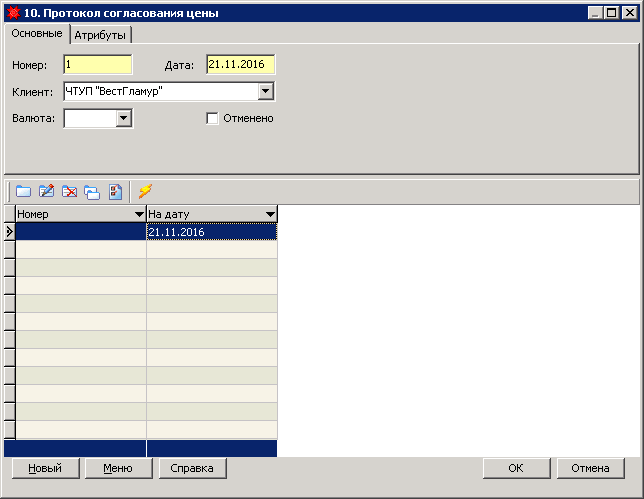 10. Протокол согласования цены
Основные Атрибуты
Номер: 1 Дата: 21.11.2016
Клиент: ЧТУП "ВестГламур"
Валюта: Отменено
Номер На дату
21.11.2016
Новый Меню Справка OK Отмена